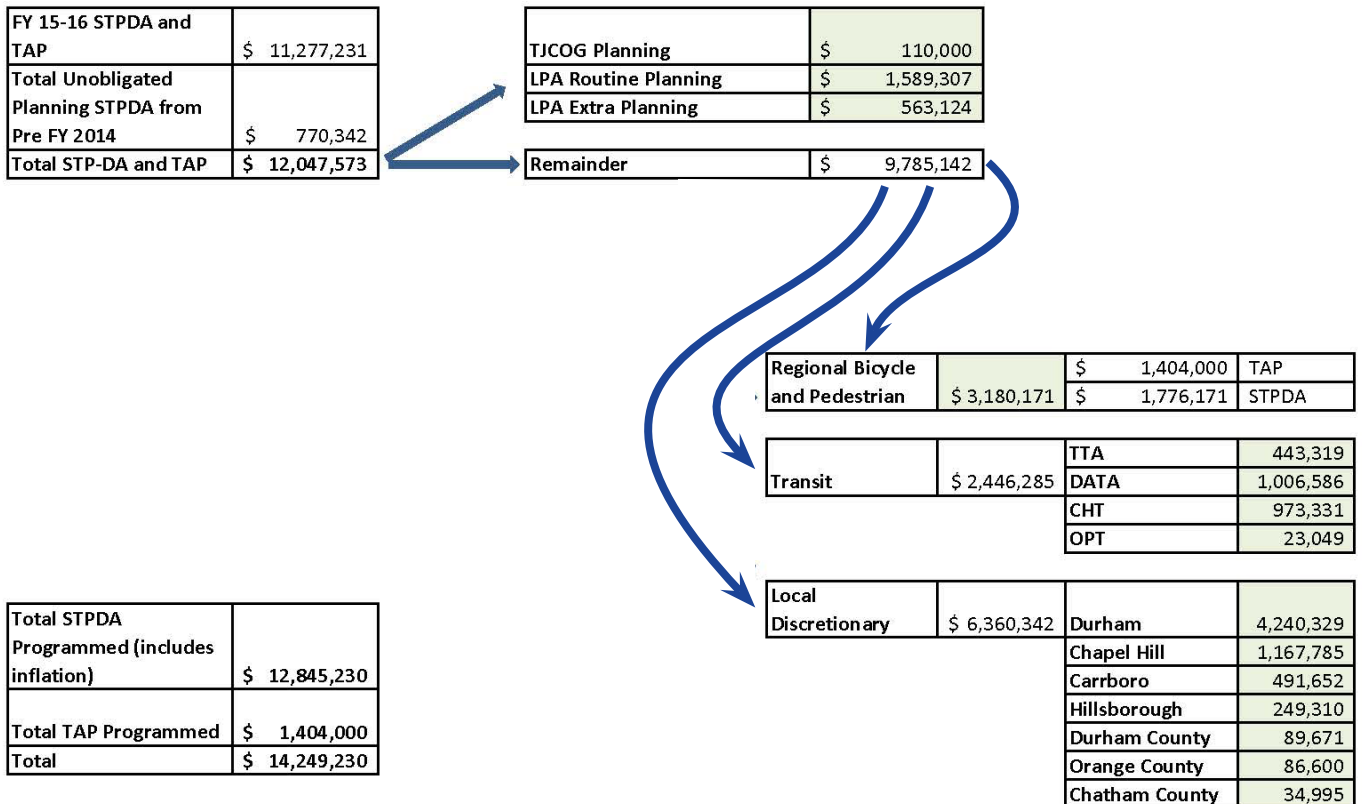 FY 15-16 STPDA and
TAP $ 11,277,231
Total Unobligated
Planning STPDA from
Pre FY 2014 $ 770,342
Total STP-DA and TAP $ 12,047,573
TJCOG Planning $ 110,000
LPA Routine Planning $ 1,589,307
LPA Extra Planning $ 563,124
Remainder $ 9,785,142
Regional Bicycle
and Pedestrian $ 3,180,171
$ 1,404,000 TAP
$ 1,776,171 STPDA
Transit $ 2,446,285
TTA 443,319
DATA 1,006,586
CHT 973,331
OPT 23,049
Local
Discretionary $ 6,360,342
Durham 4,240,329
Chapel Hill 1,167,785
Carrboro 491,652
Hillsborough 249,310
Durham County 89,671
Orange County 86,600
Chatham County 34,995
Total STPDA
Programmed (includes
inflation) $ 12,845,230
Total TAP Programmed $ 1,404,000
Total $ 14,249,230